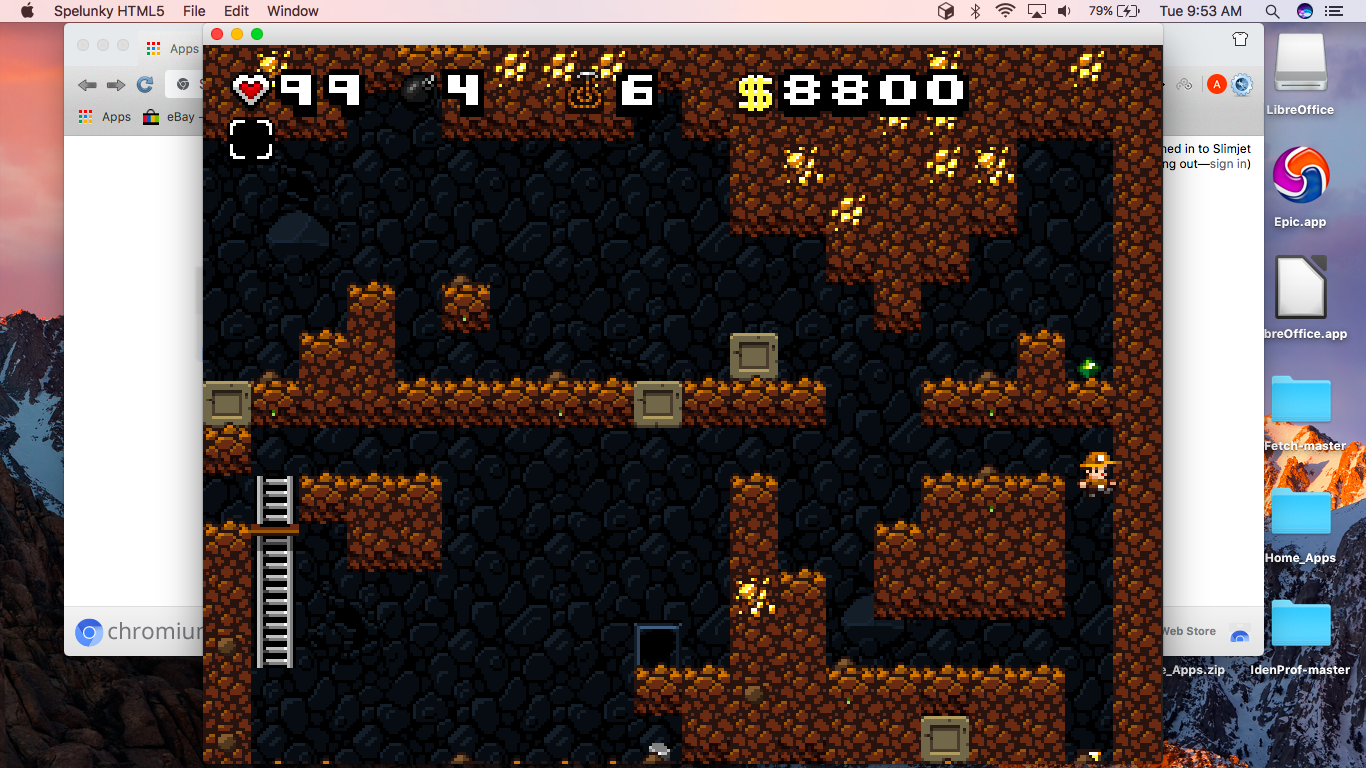 Spelunky HTML5 File Edit Window 79% Tue 9:53 AM
Apps
S
A
Apps eBay -
99 4 6 $8800
ned in to Slimjet
ng out—sign in)
LibreOffice
Epic.app
breOffice.app
Fetch-master
Home_Apps
chromiu
Web Store
e_Apps.zip IdenProf-master